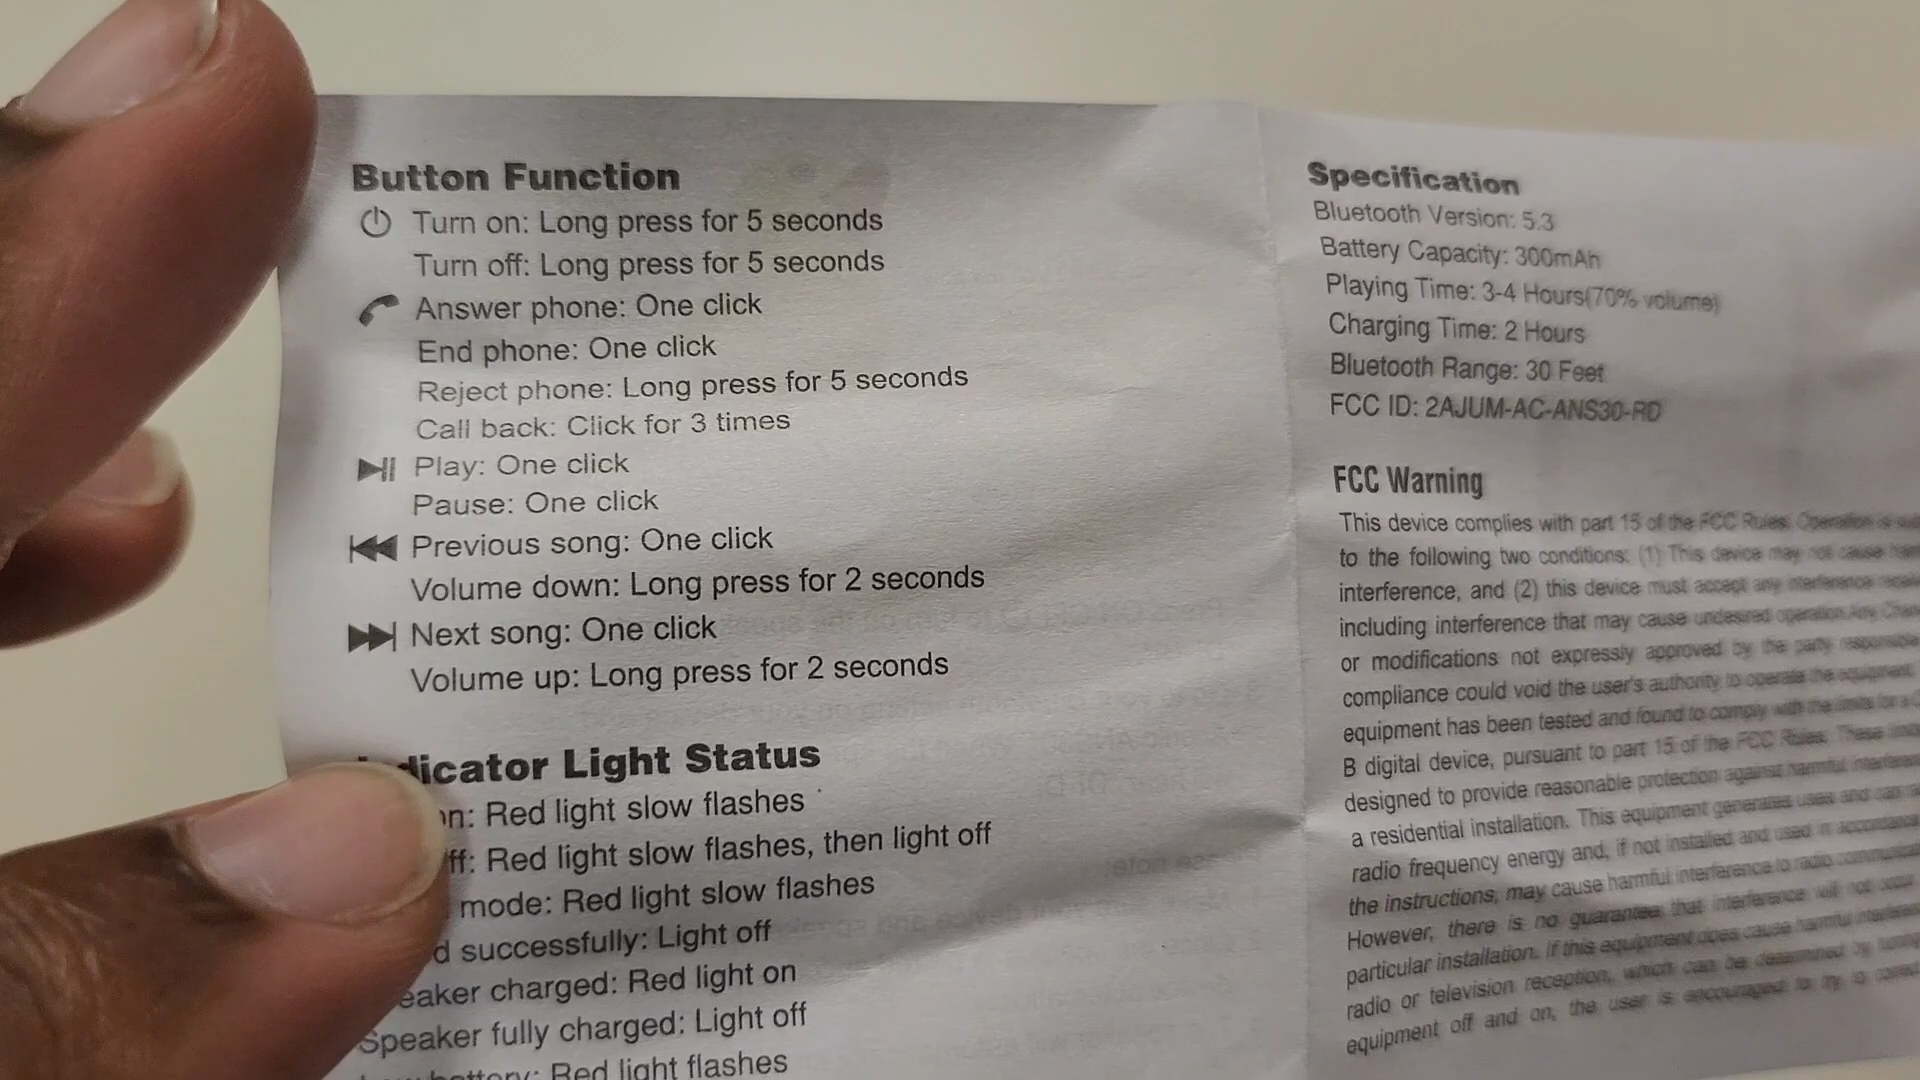 Button Function
Turn on: Long press for 5 seconds
Turn off: Long press for 5 seconds
Answer phone: One click
End phone: One click
Reject phone: Long press for 5 seconds
Call back: Click for 3 times
Play: One click
Pause: One click
Previous song: One click
Volume down: Long press for 2 seconds
Next song: One click
Volume up: Long press for 2 seconds
Indicator Light Status
on: Red light slow flashes
Red light slow flashes, then light off
mode: Red light slow flashes
successfully: Light off
charged: Red light on
Speaker fully charged: Light off
battery: Red light flashes
Specification
Bluetooth Version: 5.3
Battery Capacity: 300mAh
Playing Time: 3-4 Hours(70% volume)
Charging Time: 2 Hours
Bluetooth Range: 30 Feet
FCC ID: 2AJUM-AC-ANS30-RD
FCC Warning
This device complies with part 15 of the FCC Rules. Operation is
to the following two conditions: (1) This device may not cause
interference, and (2) this device must accept any interference
including interference that may cause undesired operation.Any
or modifications not expressly approved by the party responsible
compliance could void the user's authority to operate the equipment.
equipment has been tested and found to comply with the limits for a
B digital device, pursuant to part 15 of the FCC Rules. These
designed to provide reasonable protection against harmful
a residential installation. This equipment generates uses and can
radio frequency energy and, if not installed and used in
the instructions, may cause harmful interference to radio
However, there is no guarantee that interference will not occur
particular installation. If this equipment does cause harmful
radio or television reception, which can be determined by
equipment off and on, the user is encouraged to try to